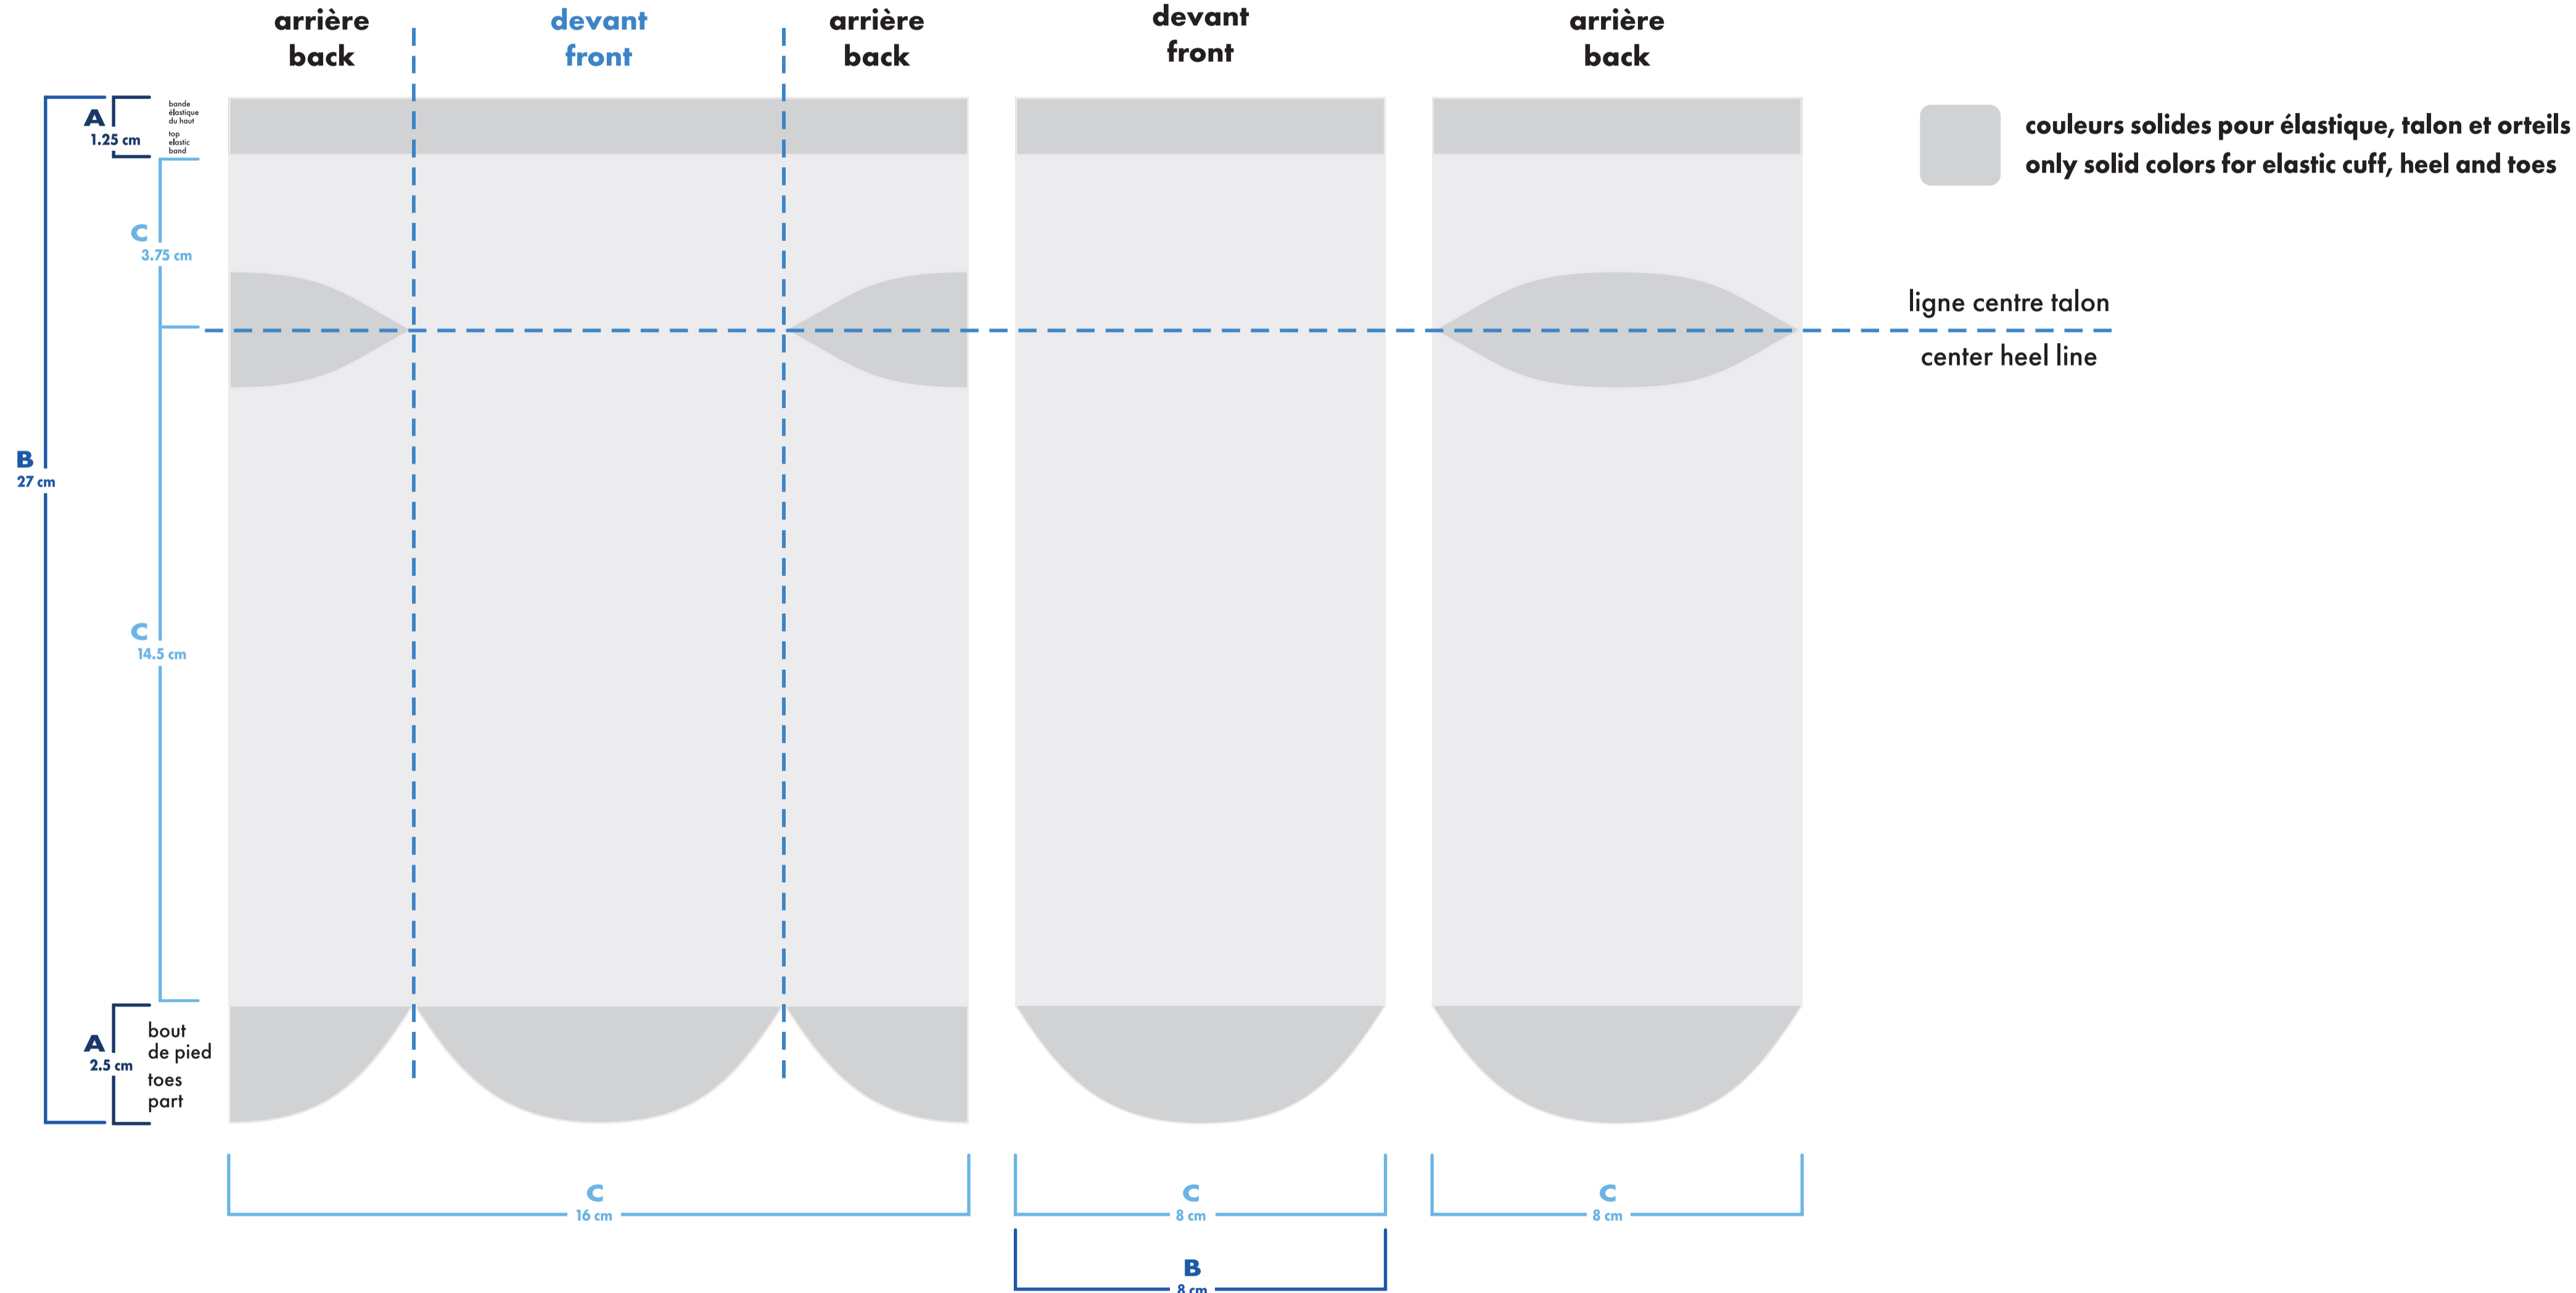 arrière
back
devant
front
arrière
back
devant
front
arrière
back
A
1.25 cm
bande
élastique
du haut
top
elastic
band
couleurs solides pour élastique, talon et orteils
only solid colors for elastic cuff, heel and toes
C
3.75 cm
ligne centre talon
center heel line
B
27 cm
C
14.5 cm
A
2.5 cm
bout
de pied
toes
part
C
16 cm
C
8 cm
C
8 cm
B
8 cm